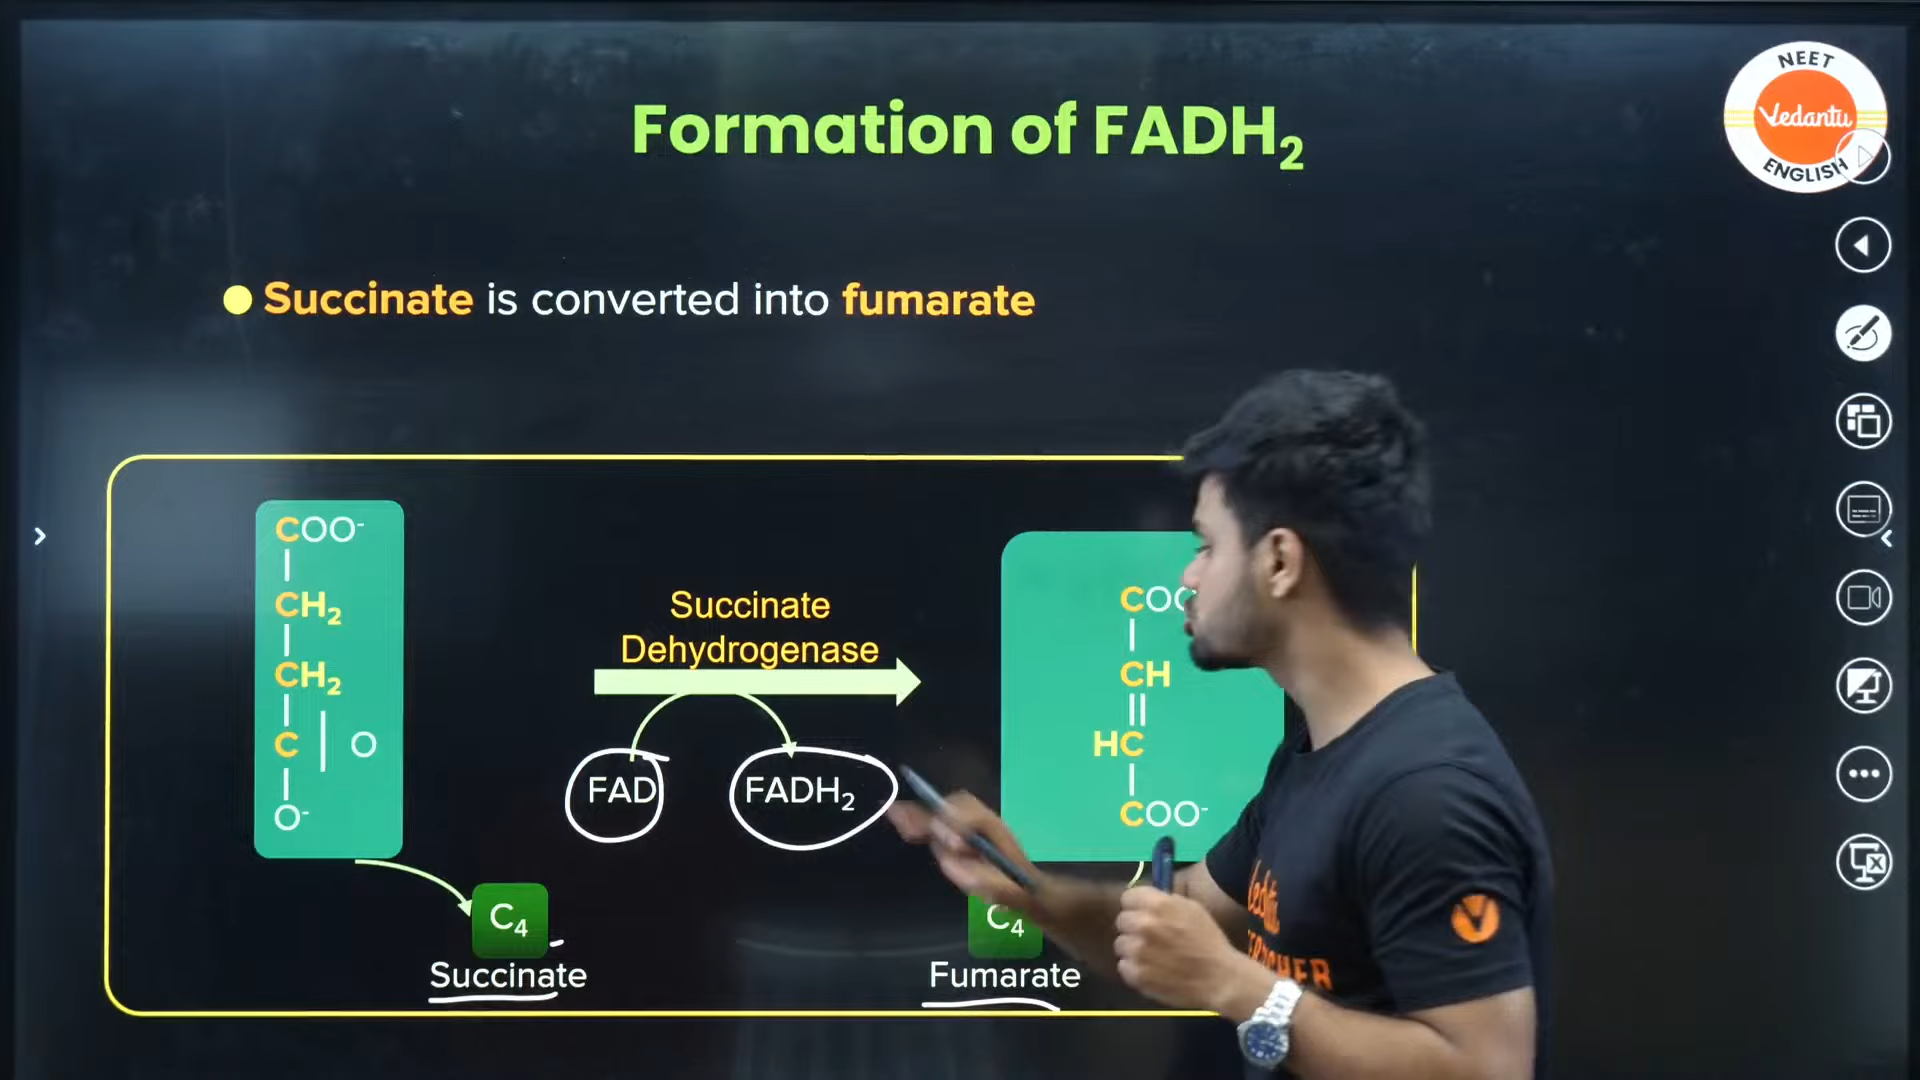 Formation of FADH₂
NEET
Vedantu
ENGLISH
Succinate is converted into fumarate
COO⁻
CH₂
CH₂
C O
O⁻
Succinate
Dehydrogenase
FAD
FADH₂
COO
CH
HC
COO⁻
C₄
Succinate
C₄
Fumarate
V